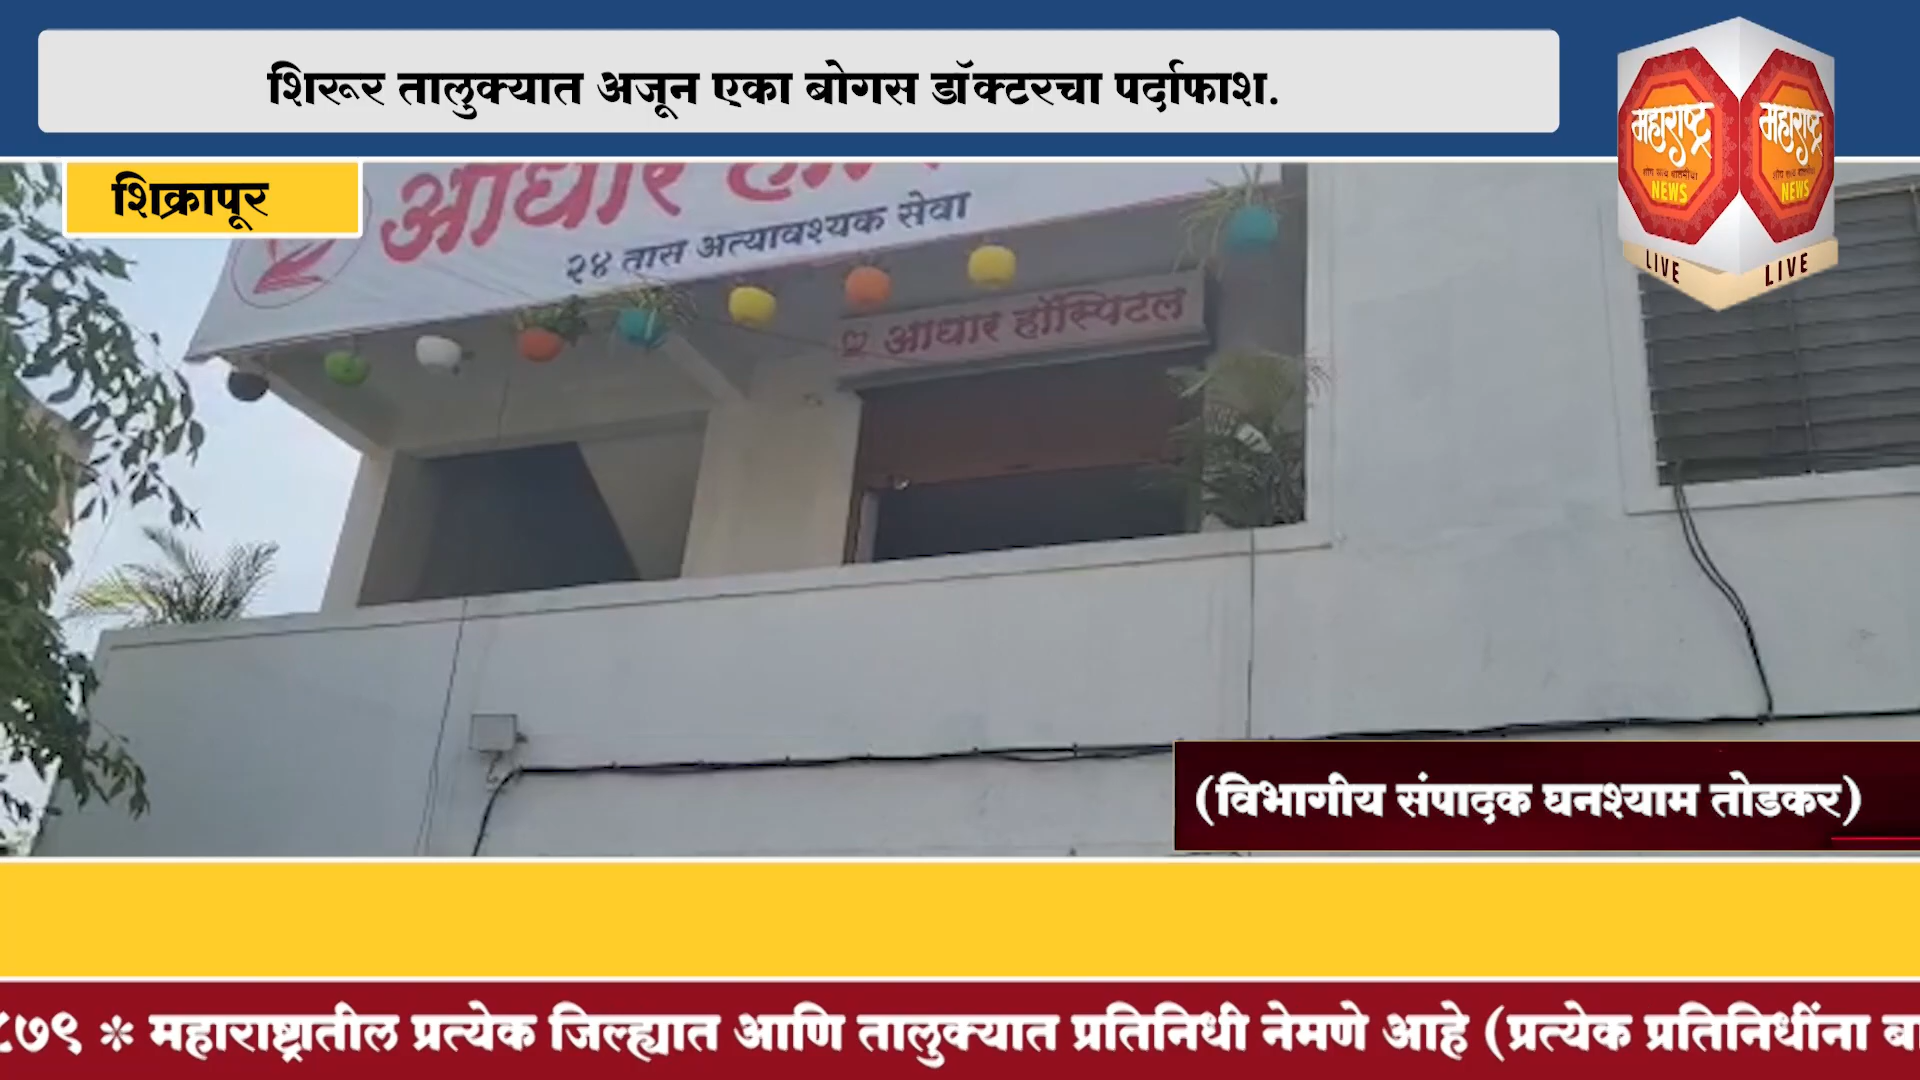 शिरूर तालुक्यात अजून एका बोगस डॉक्टरचा पर्दाफाश.
महाराष्ट्र
NEWS
LIVE
महाराष्ट्र
NEWS
LIVE
शिक्रापूर
आधार
२४ तास अत्यावश्यक सेवा
आधार हॉस्पिटल
(विभागीय संपादक घनश्याम तोडकर)
८७९ * महाराष्ट्रातील प्रत्येक जिल्ह्यात आणि तालुक्यात प्रतिनिधी नेमणे आहे (प्रत्येक प्रतिनिधींना बा